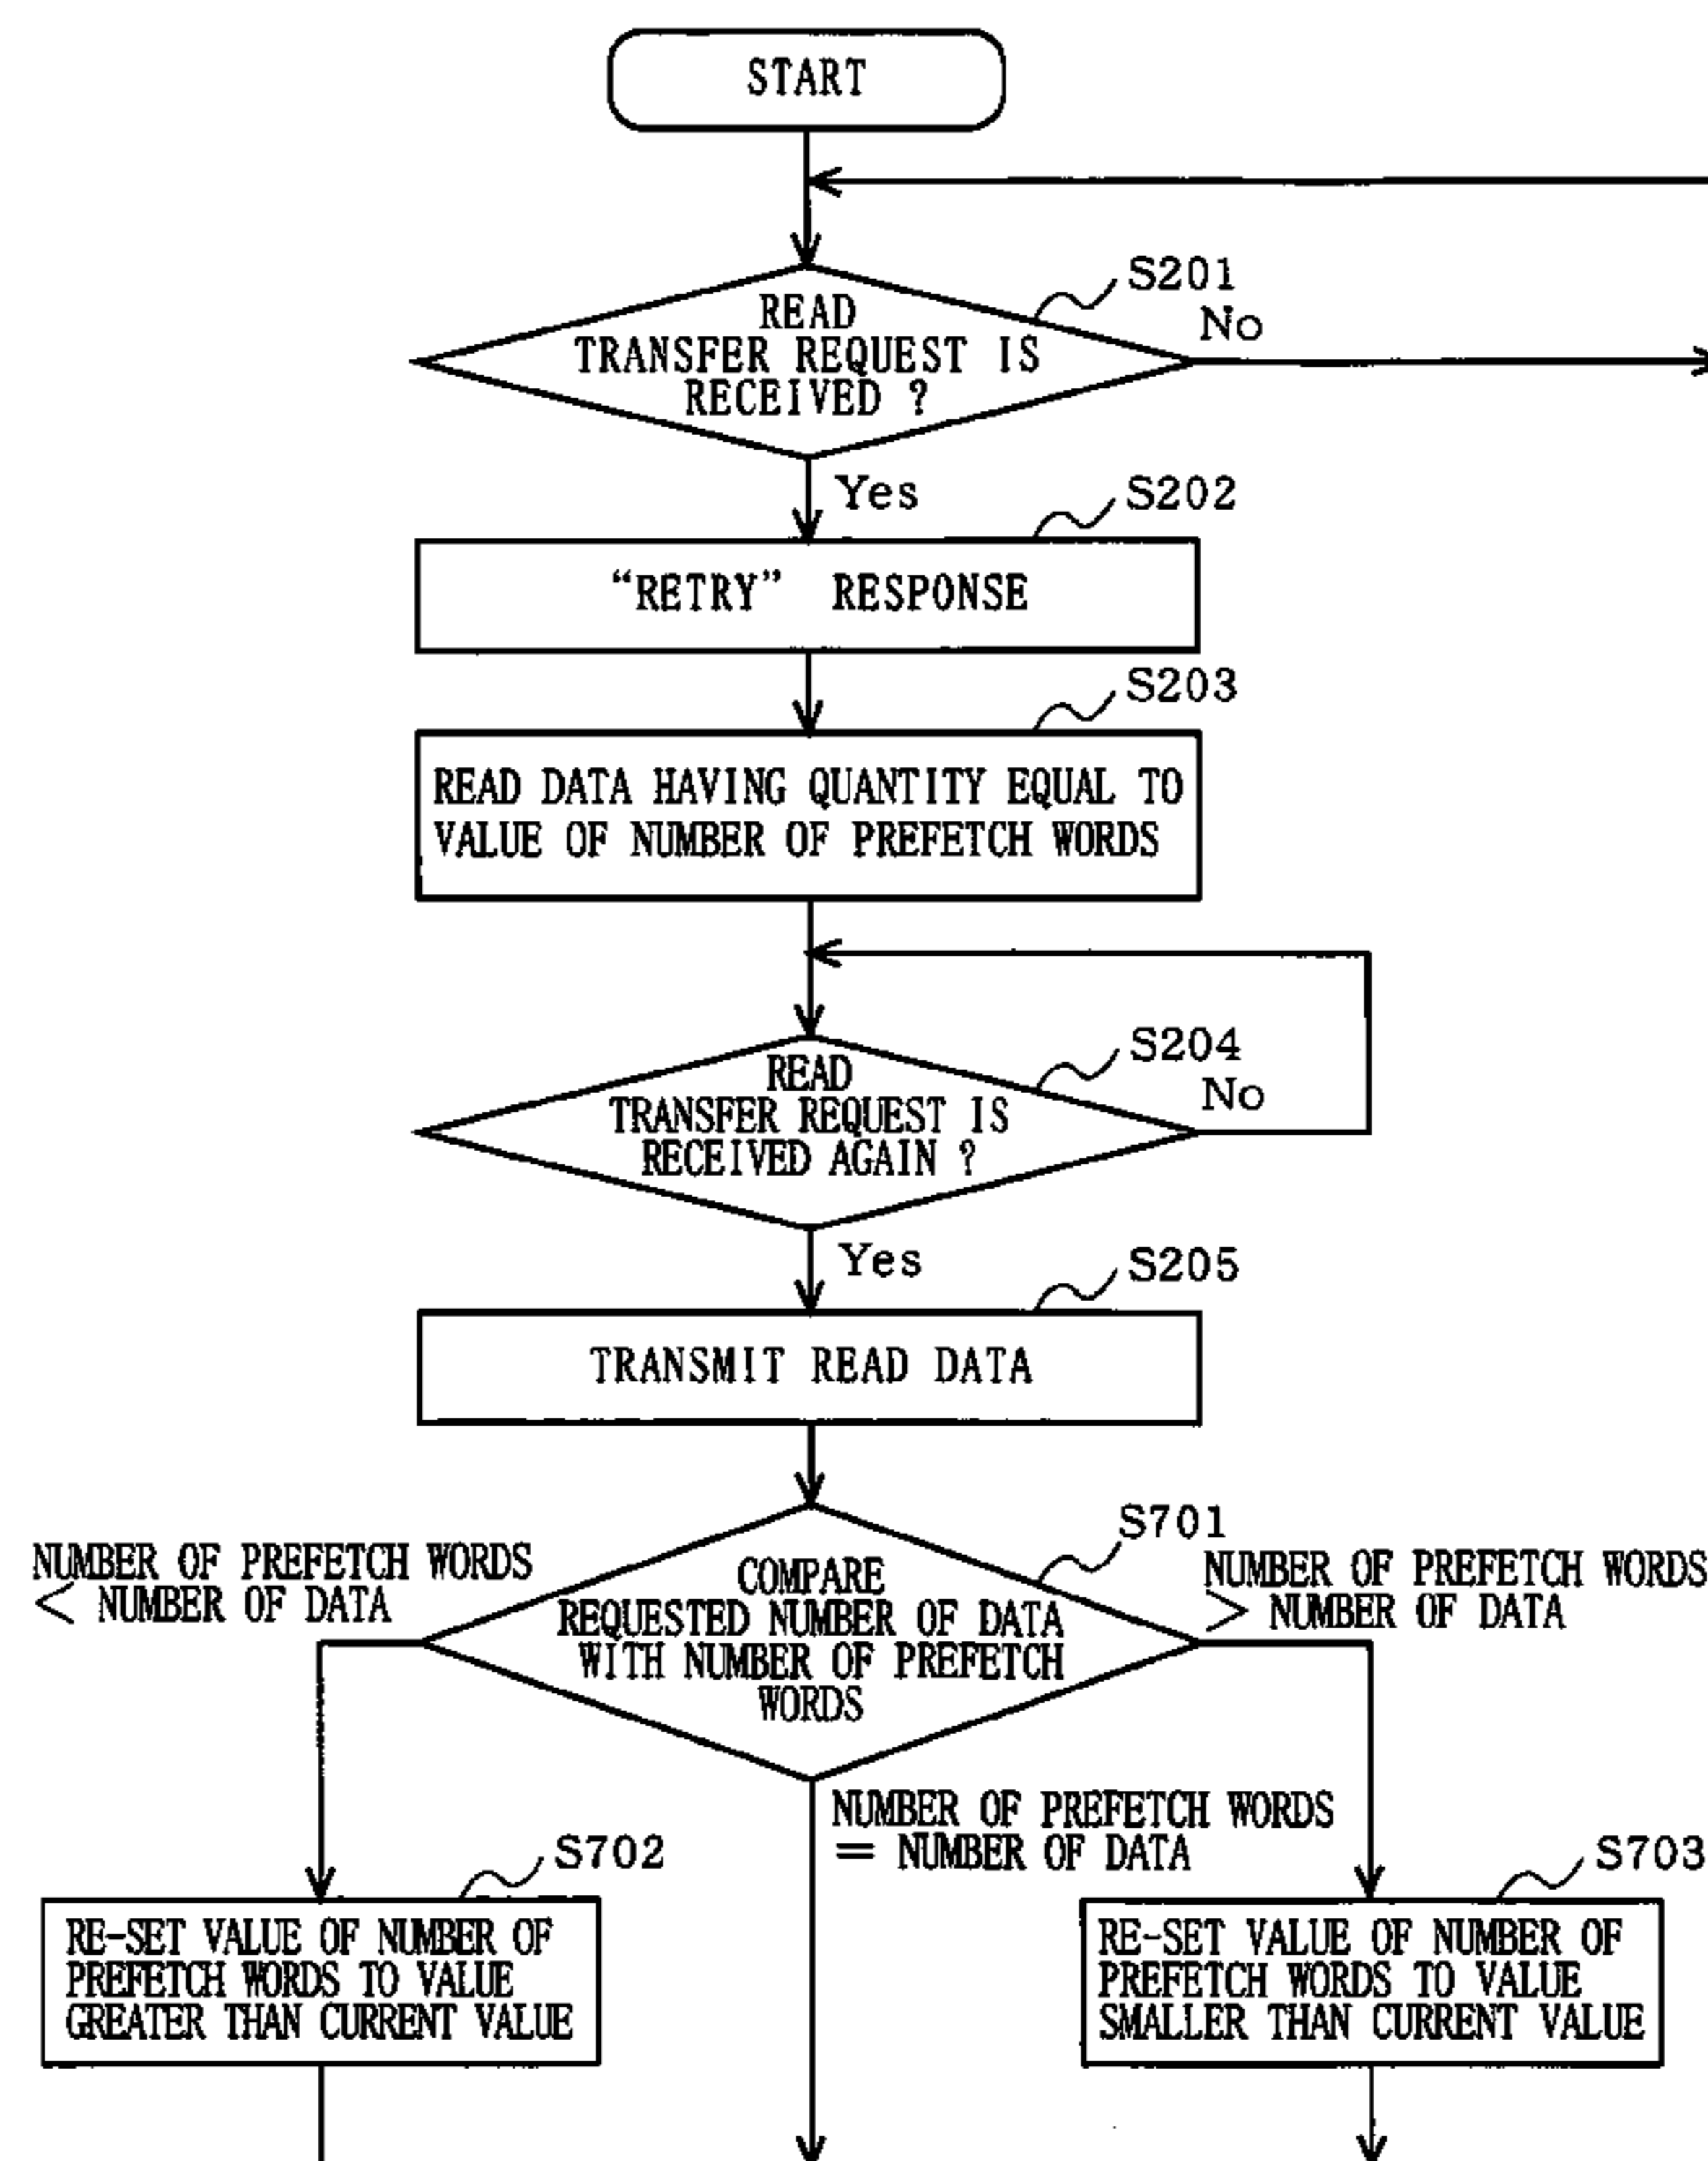 START
S201
No
READ
TRANSFER REQUEST IS
RECEIVED ?
Yes
S202
“RETRY” RESPONSE
S203
READ DATA HAVING QUANTITY EQUAL TO
VALUE OF NUMBER OF PREFETCH WORDS
S204
No
READ
TRANSFER REQUEST IS
RECEIVED AGAIN ?
Yes
S205
TRANSMIT READ DATA
S701
NUMBER OF PREFETCH WORDS
< NUMBER OF DATA
COMPARE
REQUESTED NUMBER OF DATA
WITH NUMBER OF PREFETCH
WORDS
NUMBER OF PREFETCH WORDS
> NUMBER OF DATA
NUMBER OF PREFETCH WORDS
= NUMBER OF DATA
S702
RE-SET VALUE OF NUMBER OF
PREFETCH WORDS TO VALUE
GREATER THAN CURRENT VALUE
S703
RE-SET VALUE OF NUMBER OF
PREFETCH WORDS TO VALUE
SMALLER THAN CURRENT VALUE